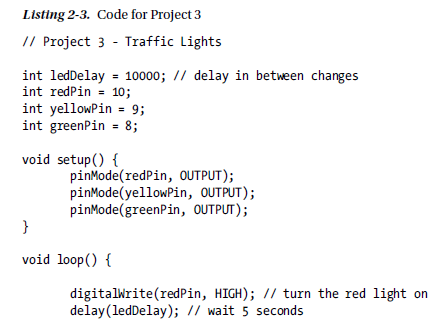 Listing 2-3. Code for Project 3
// Project 3 - Traffic Lights
int ledDelay = 10000; // delay in between changes
int redPin = 10;
int yellowPin = 9;
int greenPin = 8;
void setup() {
pinMode(redPin, OUTPUT);
pinMode(yellowPin, OUTPUT);
pinMode(greenPin, OUTPUT);
}
void loop() {
digitalWrite(redPin, HIGH); // turn the red light on
delay(ledDelay); // wait 5 seconds